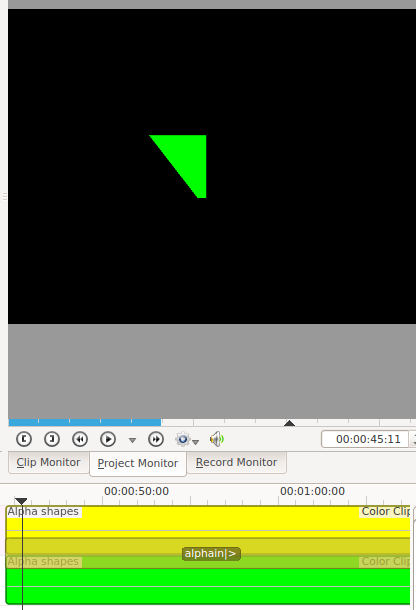 00:00:45:11
Clip Monitor
Project Monitor
Record Monitor
00:00:50:00
00:01:00:00
Alpha shapes
Color Clip
alphain|>
Alpha shapes
Color Clip